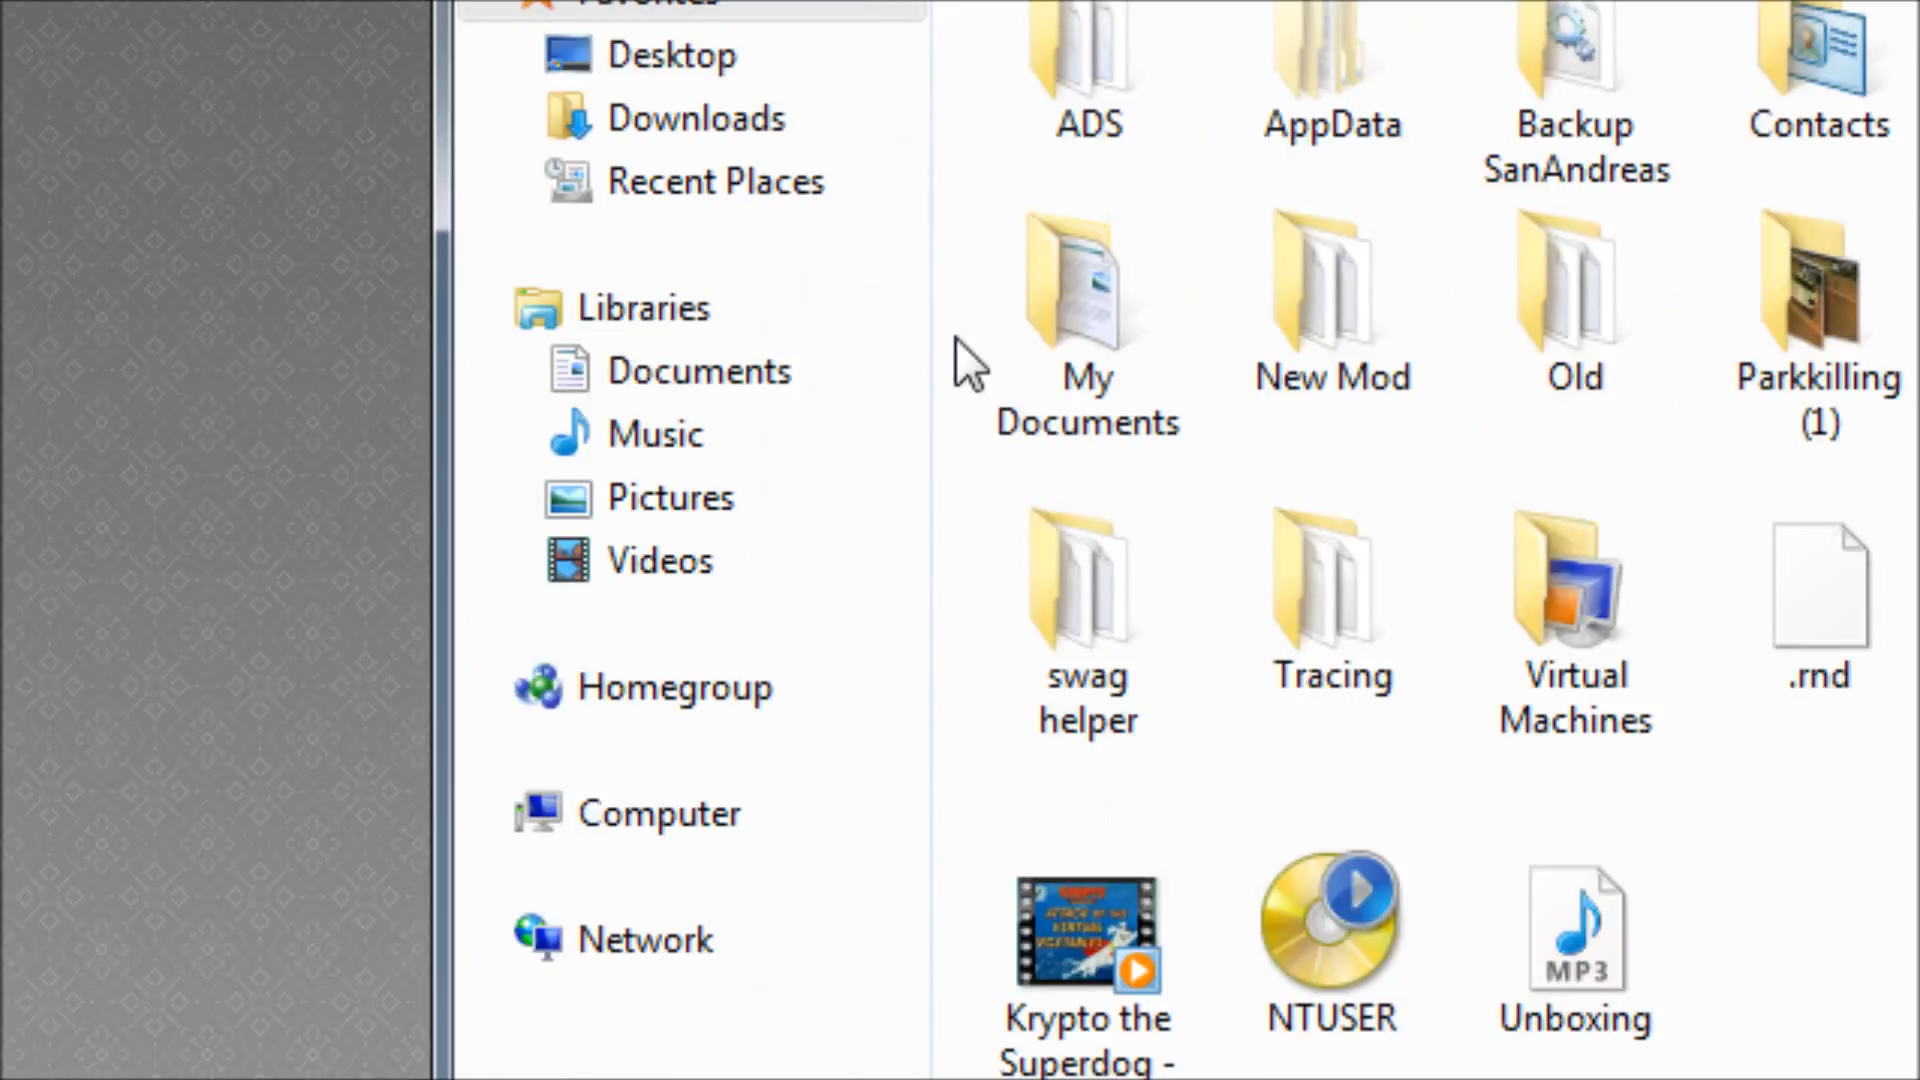 Favorites
Desktop
Downloads
Recent Places
Libraries
Documents
Music
Pictures
Videos
Homegroup
Computer
Network
ADS
AppData
Backup
SanAndreas
Contacts
My
Documents
New Mod
Old
Parkkilling
(1)
swag
helper
Tracing
Virtual
Machines
.rnd
Krypto the
Superdog -
NTUSER
MP3
Unboxing